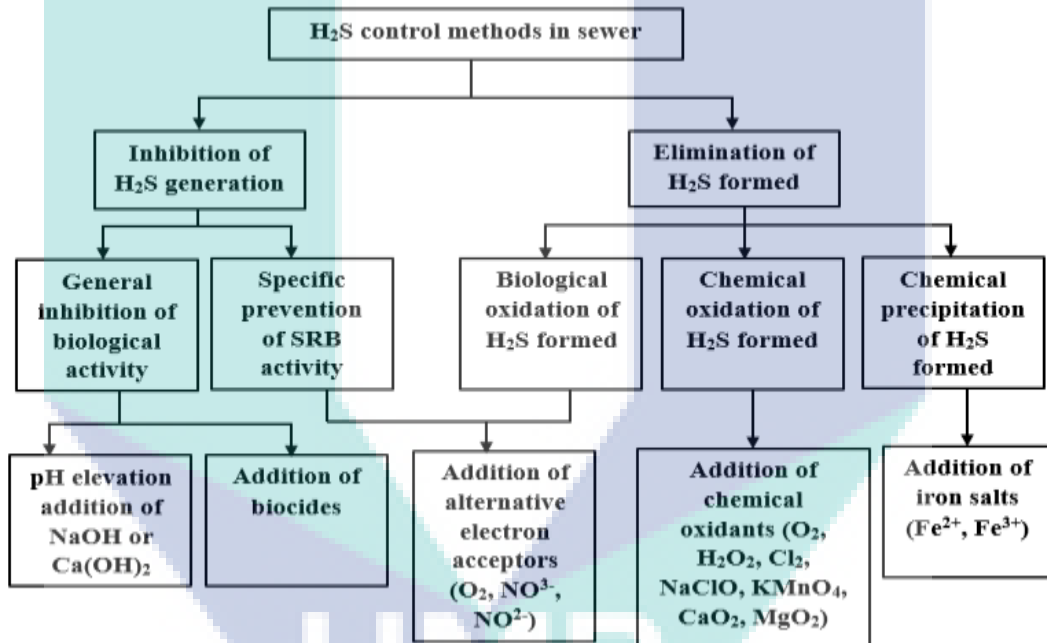 H₂S control methods in sewer
Inhibition of
H₂S generation
Elimination of
H₂S formed
General
inhibition of
biological
activity
Specific
prevention
of SRB
activity
Biological
oxidation of
H₂S formed
Chemical
oxidation of
H₂S formed
Chemical
precipitation
of H₂S
formed
pH elevation
addition of
NaOH or
Ca(OH)₂
Addition of
biocides
Addition of
alternative
electron
acceptors
(O₂, NO³⁻,
NO²⁻)
Addition of
chemical
oxidants (O₂,
H₂O₂, Cl₂,
NaClO, KMnO₄,
CaO₂, MgO₂)
Addition of
iron salts
(Fe²⁺, Fe³⁺)